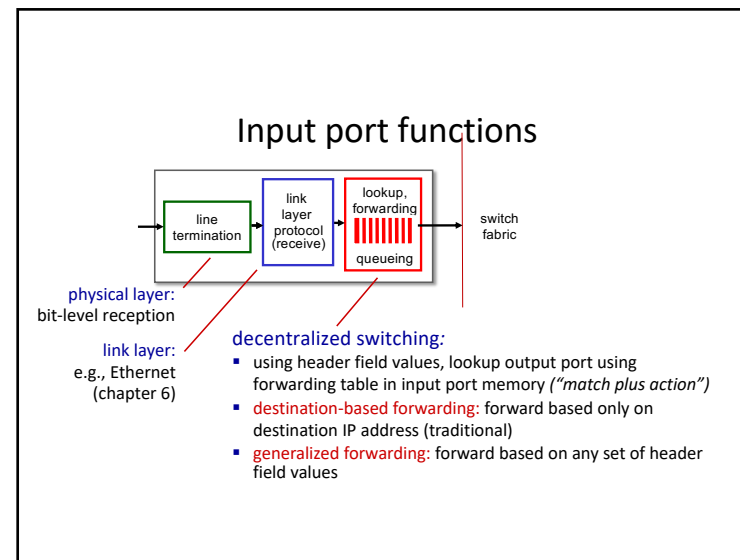 Input port functions
line
termination
link
layer
protocol
(receive)
lookup,
forwarding
queueing
switch
fabric
physical layer:
bit-level reception
link layer:
e.g., Ethernet
(chapter 6)
decentralized switching:
▪ using header field values, lookup output port using
forwarding table in input port memory (“match plus action”)
▪ destination-based forwarding: forward based only on
destination IP address (traditional)
▪ generalized forwarding: forward based on any set of header
field values